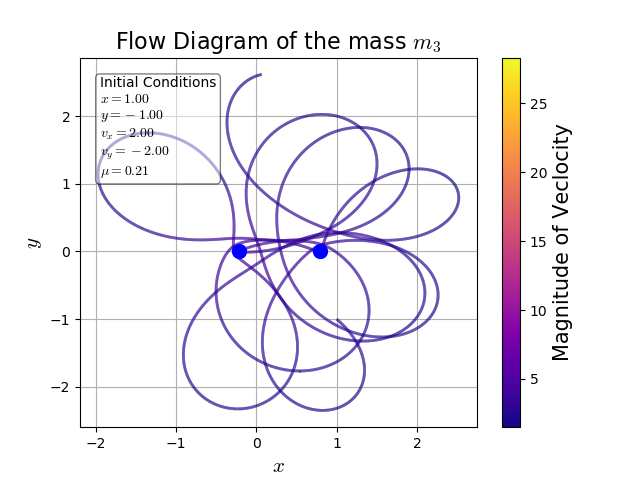 Flow Diagram of the mass m₃
Initial Conditions
x = 1.00
y = −1.00
vₓ = 2.00
v_y = −2.00
μ = 0.21
2
1
0
−1
−2
y
−2
−1
0
1
2
x
25
20
15
10
5
Magnitude of Veclocity